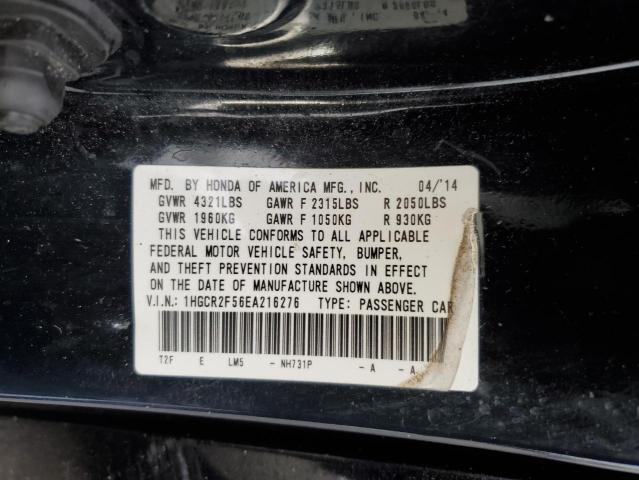 MFD. BY HONDA OF AMERICA MFG., INC. 04/'14
GVWR 4321LBS GAWR F 2315LBS R 2050LBS
GVWR 1960KG GAWR F 1050KG R 930KG
THIS VEHICLE CONFORMS TO ALL APPLICABLE
FEDERAL MOTOR VEHICLE SAFETY, BUMPER,
AND THEFT PREVENTION STANDARDS IN EFFECT
ON THE DATE OF MANUFACTURE SHOWN ABOVE.
V.I.N.: 1HGCR2F56EA216276 TYPE: PASSENGER CAR
T2F E LM5 - NH731P - A - A